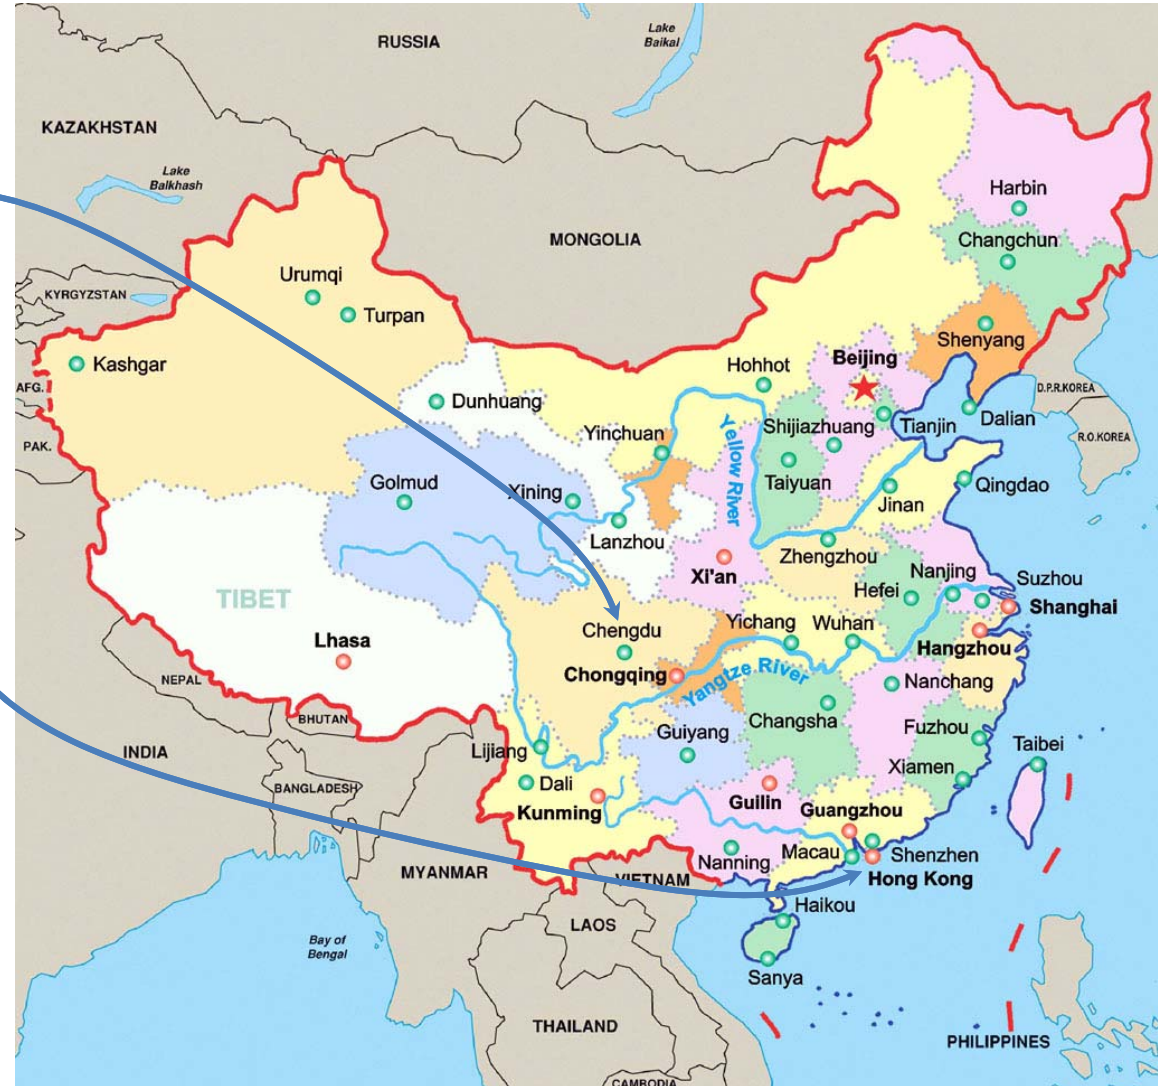 RUSSIA
Lake
Baikal
KAZAKHSTAN
Lake
Balkhash
Harbin
MONGOLIA
Changchun
Urumqi
KYRGYZSTAN
Turpan
Shenyang
Kashgar
Hohhot
Beijing
AFG.
D.P.R.KOREA
Dunhuang
Tianjin
Dalian
Shijiazhuang
Yinchuan
R.O.KOREA
PAK.
Yellow River
Golmud
Xining
Taiyuan
Qingdao
Jinan
Lanzhou
Zhengzhou
Xi'an
Nanjing
Suzhou
Hefei
TIBET
Shanghai
Yichang
Wuhan
Chengdu
Lhasa
Hangzhou
Chongqing
NEPAL
Yangtze River
Nanchang
BHUTAN
Changsha
Guiyang
Fuzhou
INDIA
Lijiang
Taibei
Xiamen
Dali
BANGLADESH
Guilin
Kunming
Guangzhou
Macau
Shenzhen
Nanning
MYANMAR
VIETNAM
Hong Kong
Haikou
LAOS
Bay of
Bengal
Sanya
THAILAND
PHILIPPINES
CAMBODIA